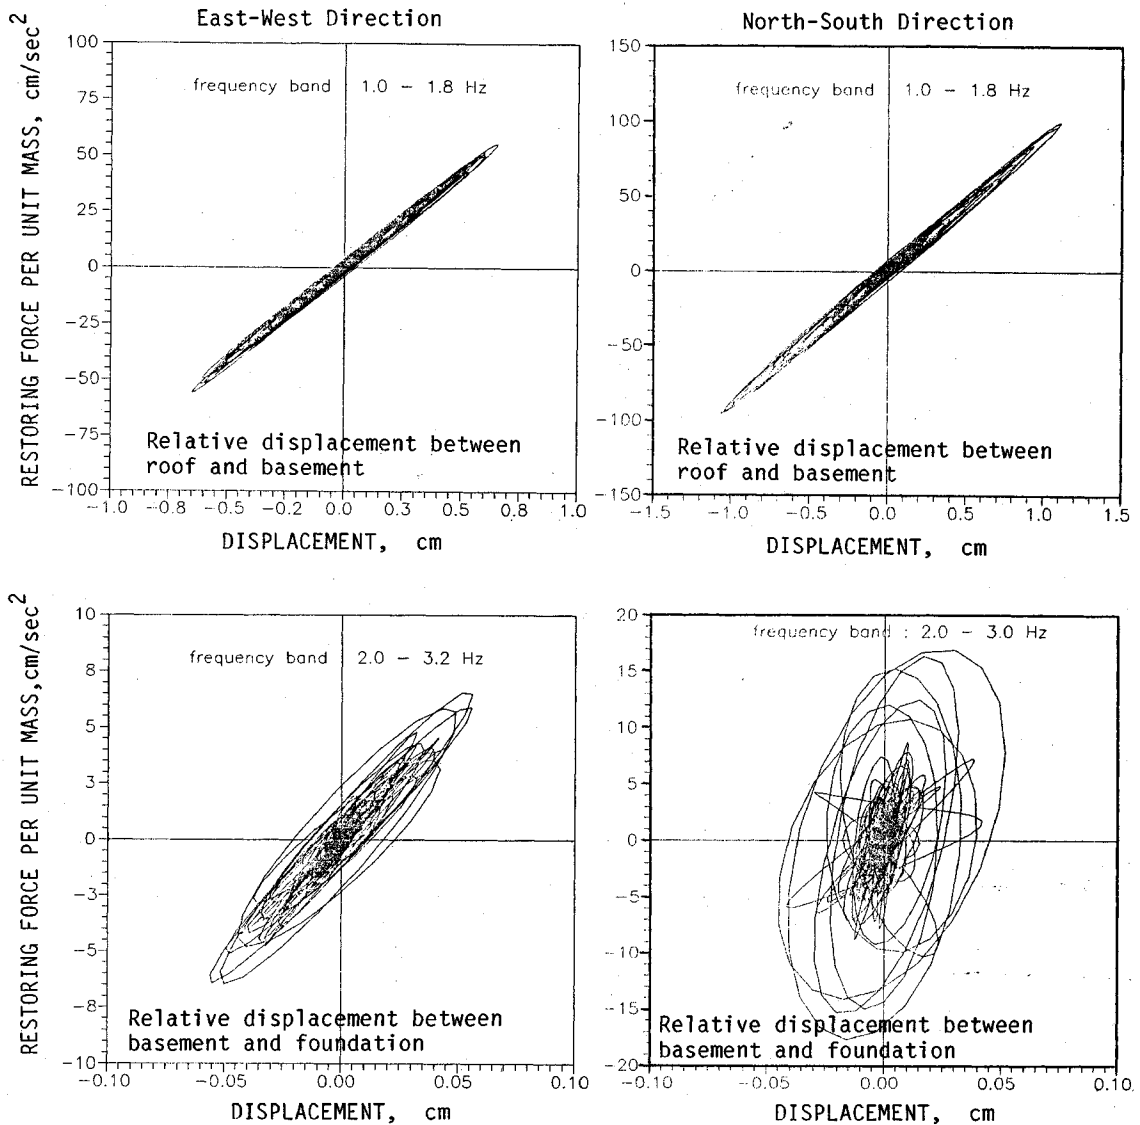 East-West Direction
North-South Direction
RESTORING FORCE PER UNIT MASS, cm/sec2
100
75
50
25
0
−25
−50
−75
−100
frequency band 1.0 − 1.8 Hz
Relative displacement between
roof and basement
−1.0 −0.8 −0.5 −0.2 0.0 0.3 0.5 0.8 1.0
DISPLACEMENT, cm
150
100
50
0
−50
−100
−150
frequency band 1.0 − 1.8 Hz
Relative displacement between
roof and basement
−1.5 −1.0 −0.5 0.0 0.5 1.0 1.5
DISPLACEMENT, cm
RESTORING FORCE PER UNIT MASS,cm/sec2
10
8
5
3
0
−3
−5
−8
−10
frequency band 2.0 − 3.2 Hz
Relative displacement between
basement and foundation
−0.10 −0.05 0.00 0.05 0.10
DISPLACEMENT, cm
20
15
10
5
0
−5
−10
−15
−20
frequency band : 2.0 − 3.0 Hz
Relative displacement between
basement and foundation
−0.10 −0.05 0.00 0.05 0.10
DISPLACEMENT, cm